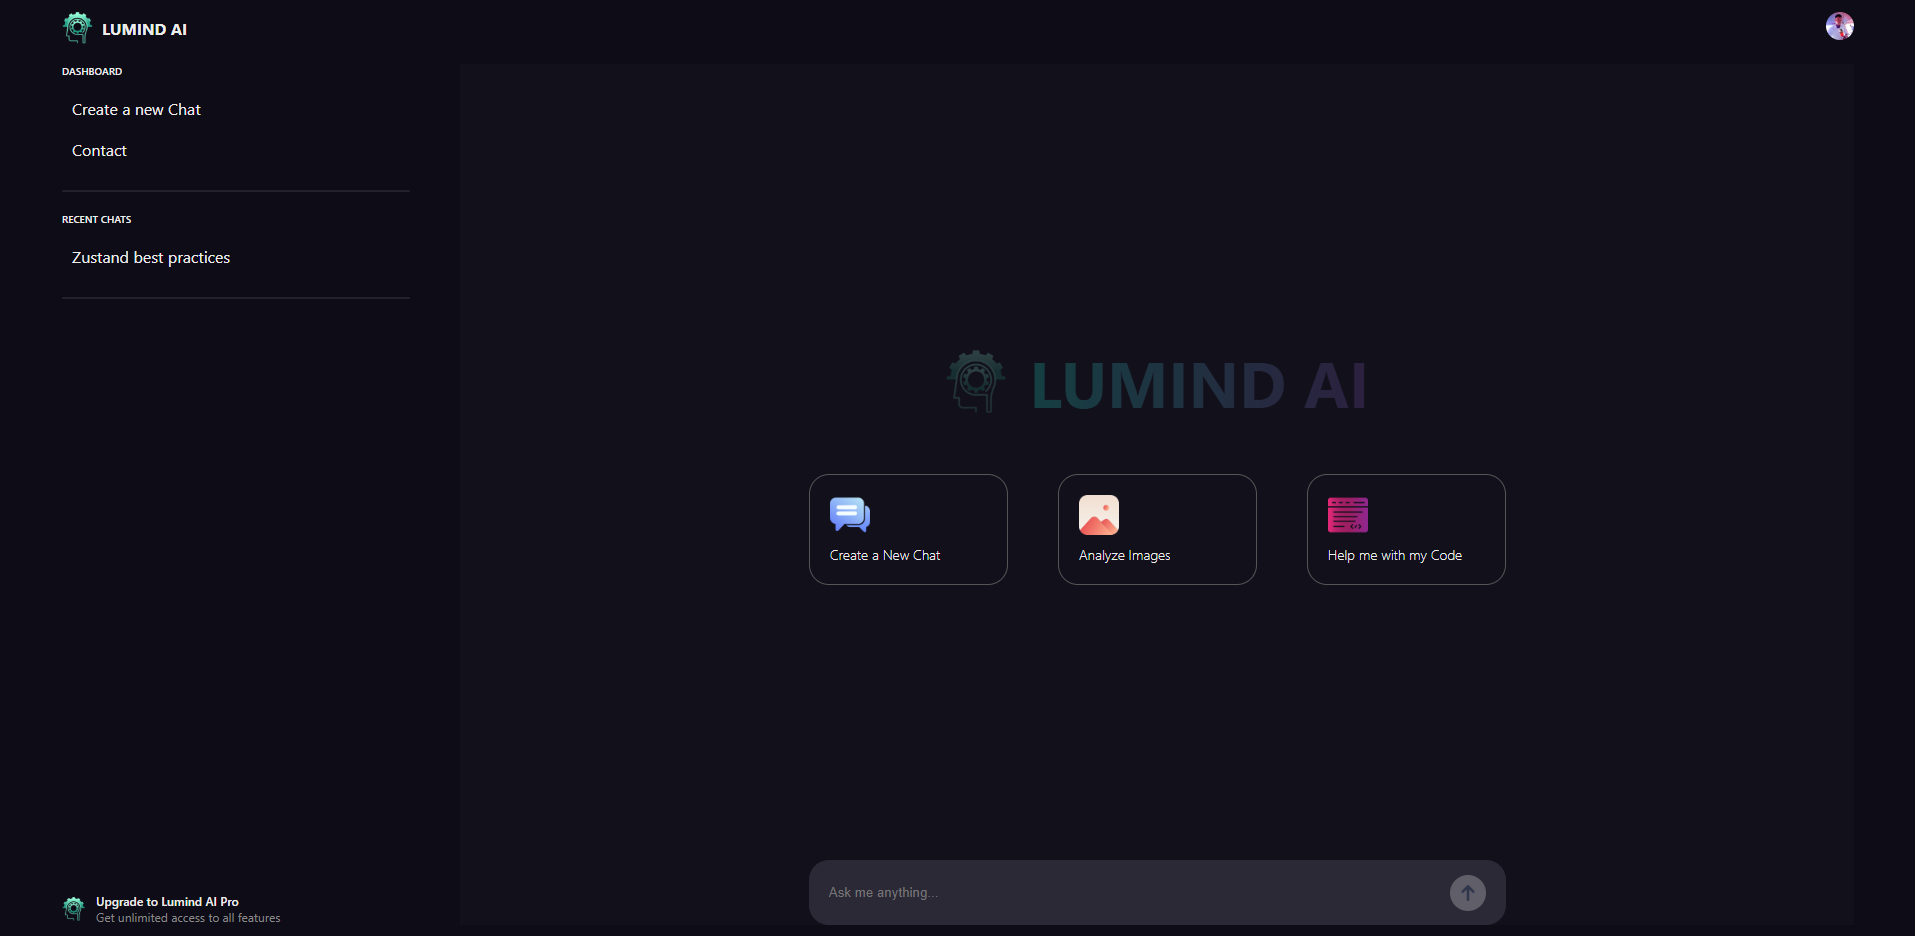 LUMIND AI
DASHBOARD
Create a new Chat
Contact
RECENT CHATS
Zustand best practices
LUMIND AI
Create a New Chat
Analyze Images
Help me with my Code
Ask me anything...
Upgrade to Lumind AI Pro
Get unlimited access to all features